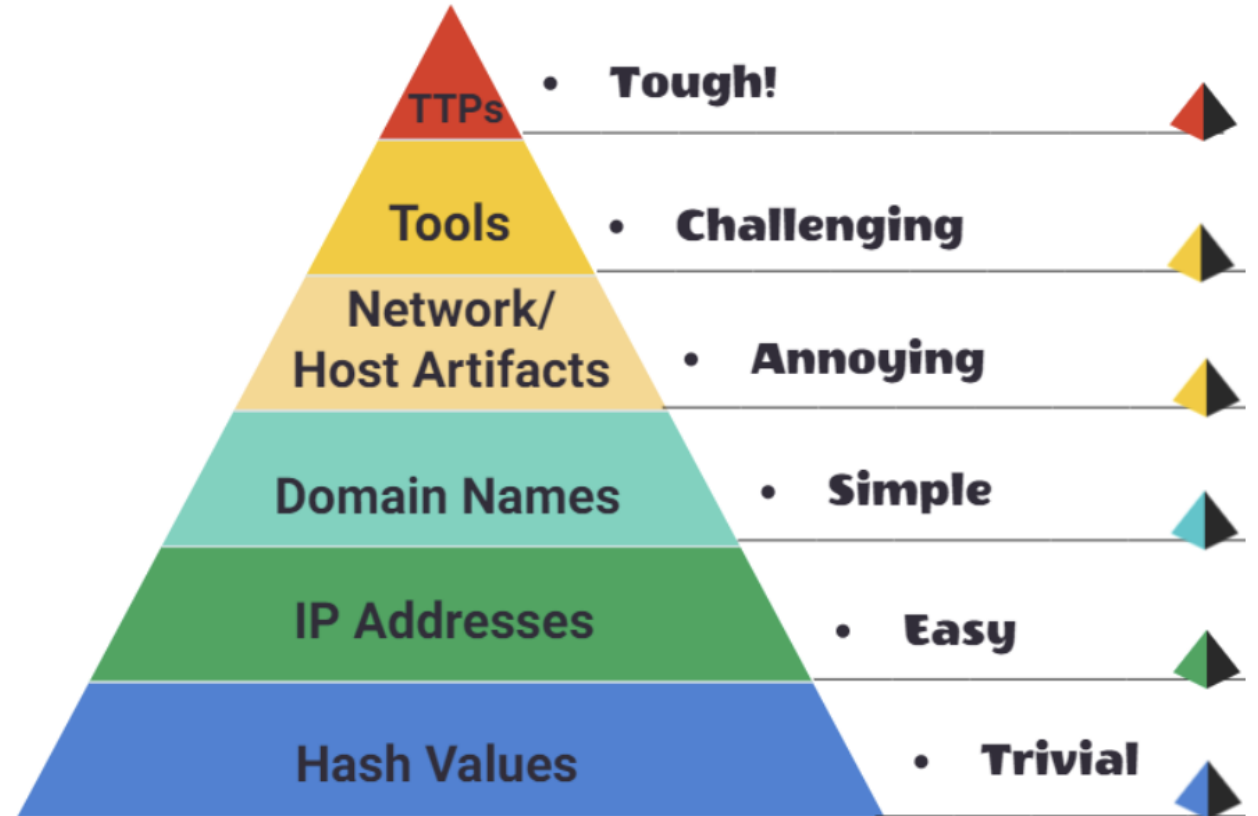 TTPs
• Tough!
Tools
• Challenging
Network/
Host Artifacts
• Annoying
Domain Names
• Simple
IP Addresses
• Easy
Hash Values
• Trivial